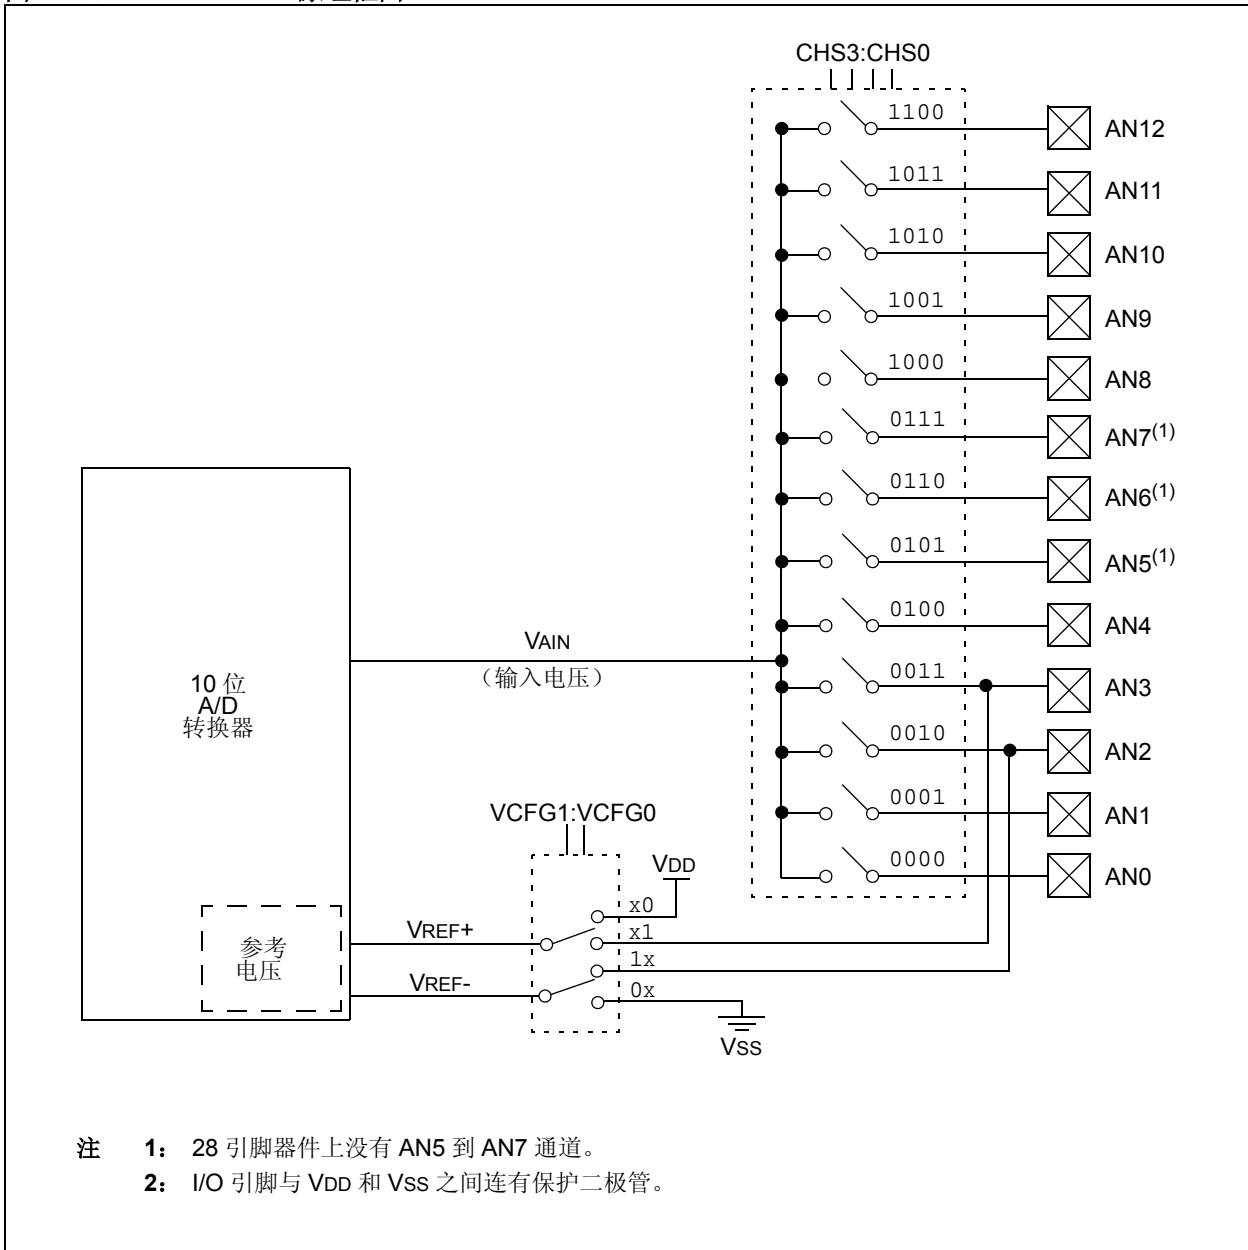 CHS3:CHS0
1100 AN12
1011 AN11
1010 AN10
1001 AN9
1000 AN8
0111 AN7(1)
0110 AN6(1)
0101 AN5(1)
0100 AN4
VAIN
(输入电压)
0011 AN3
10 位
A/D
转换器
0010 AN2
0001 AN1
VCFG1:VCFG0
0000 AN0
VDD
x0
VREF+
x1
参考
电压
1x
VREF-
0x
VSS
注 1: 28 引脚器件上没有 AN5 到 AN7 通道。
2: I/O 引脚与 VDD 和 VSS 之间连有保护二极管。